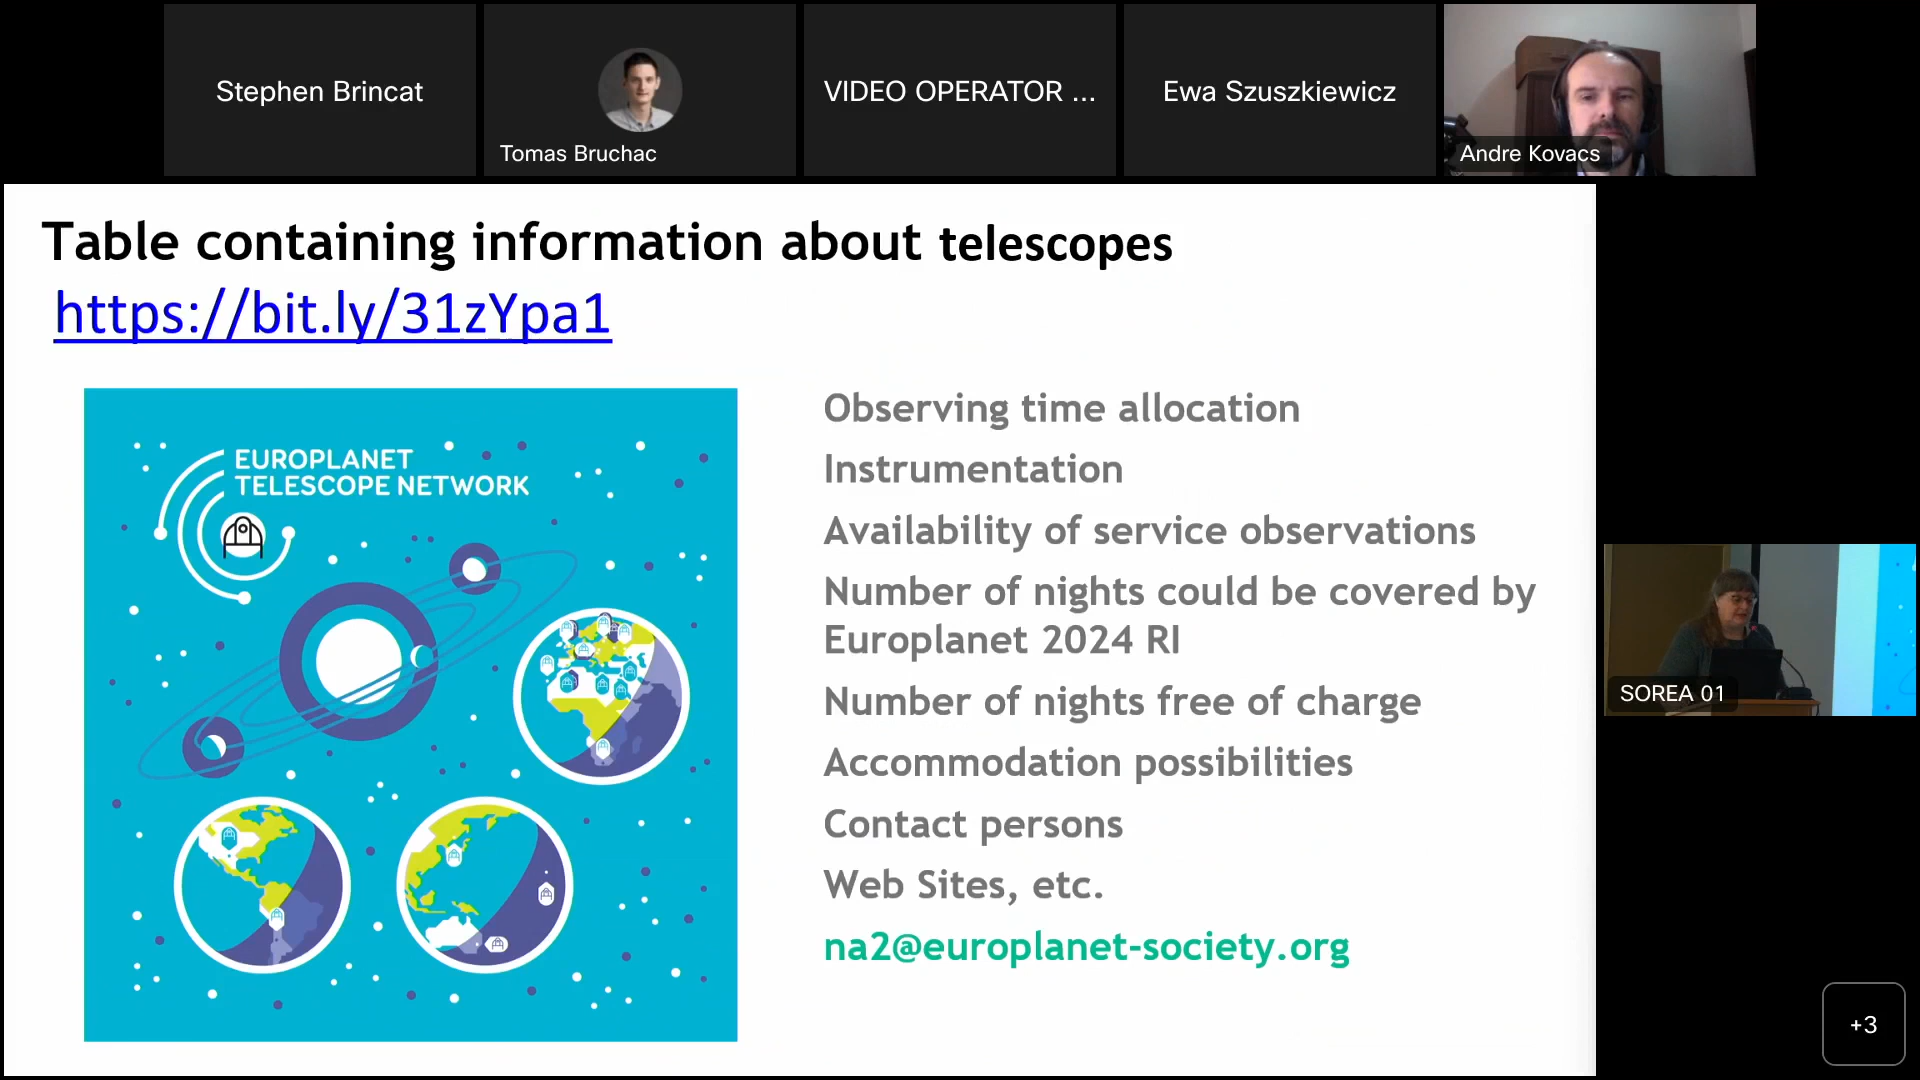 Stephen Brincat
Tomas Bruchac
VIDEO OPERATOR ...
Ewa Szuszkiewicz
Andre Kovacs
Table containing information about telescopes
https://bit.ly/31zYpa1
EUROPLANET
TELESCOPE NETWORK
Observing time allocation
Instrumentation
Availability of service observations
Number of nights could be covered by
Europlanet 2024 RI
Number of nights free of charge
Accommodation possibilities
Contact persons
Web Sites, etc.
na2@europlanet-society.org
SOREA 01
+3